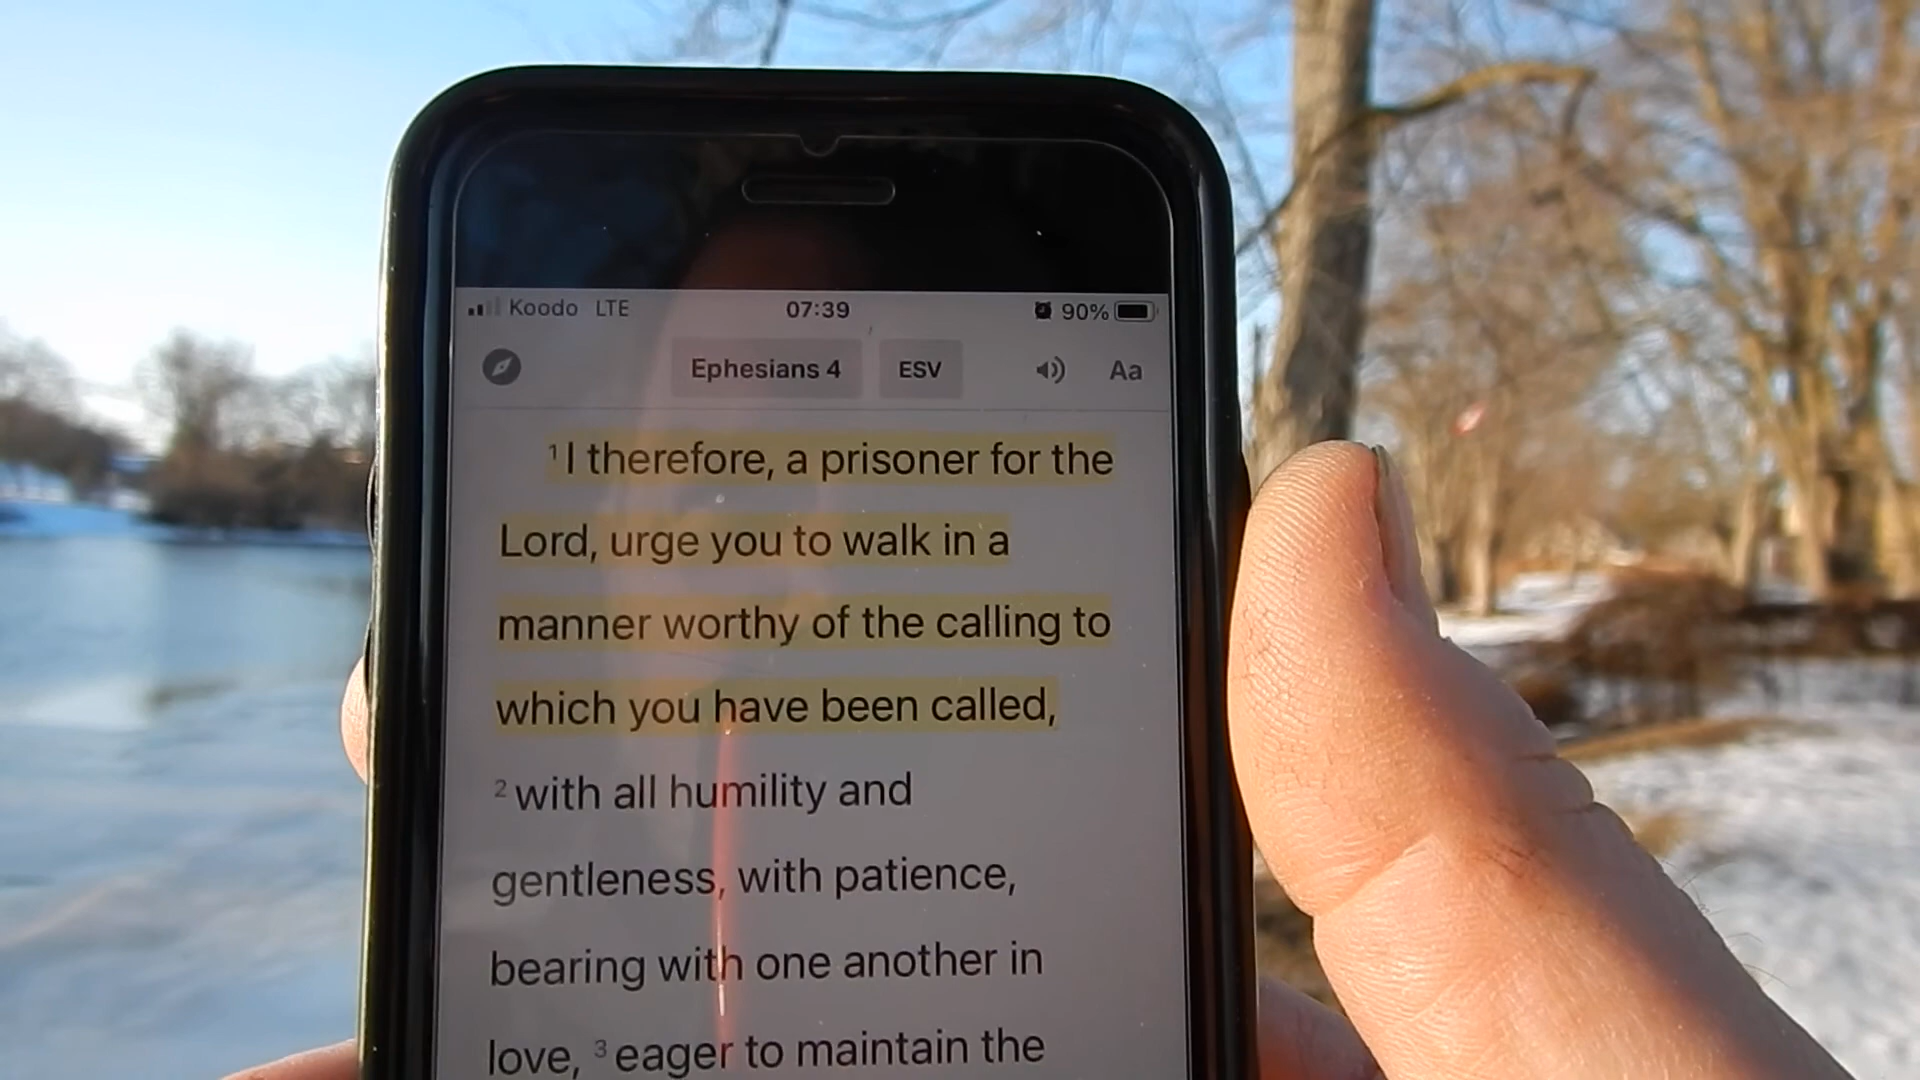 Koodo LTE 07:39 90%
Ephesians 4 ESV Aa
1 I therefore, a prisoner for the
Lord, urge you to walk in a
manner worthy of the calling to
which you have been called,
2 with all humility and
gentleness, with patience,
bearing with one another in
love, 3 eager to maintain the